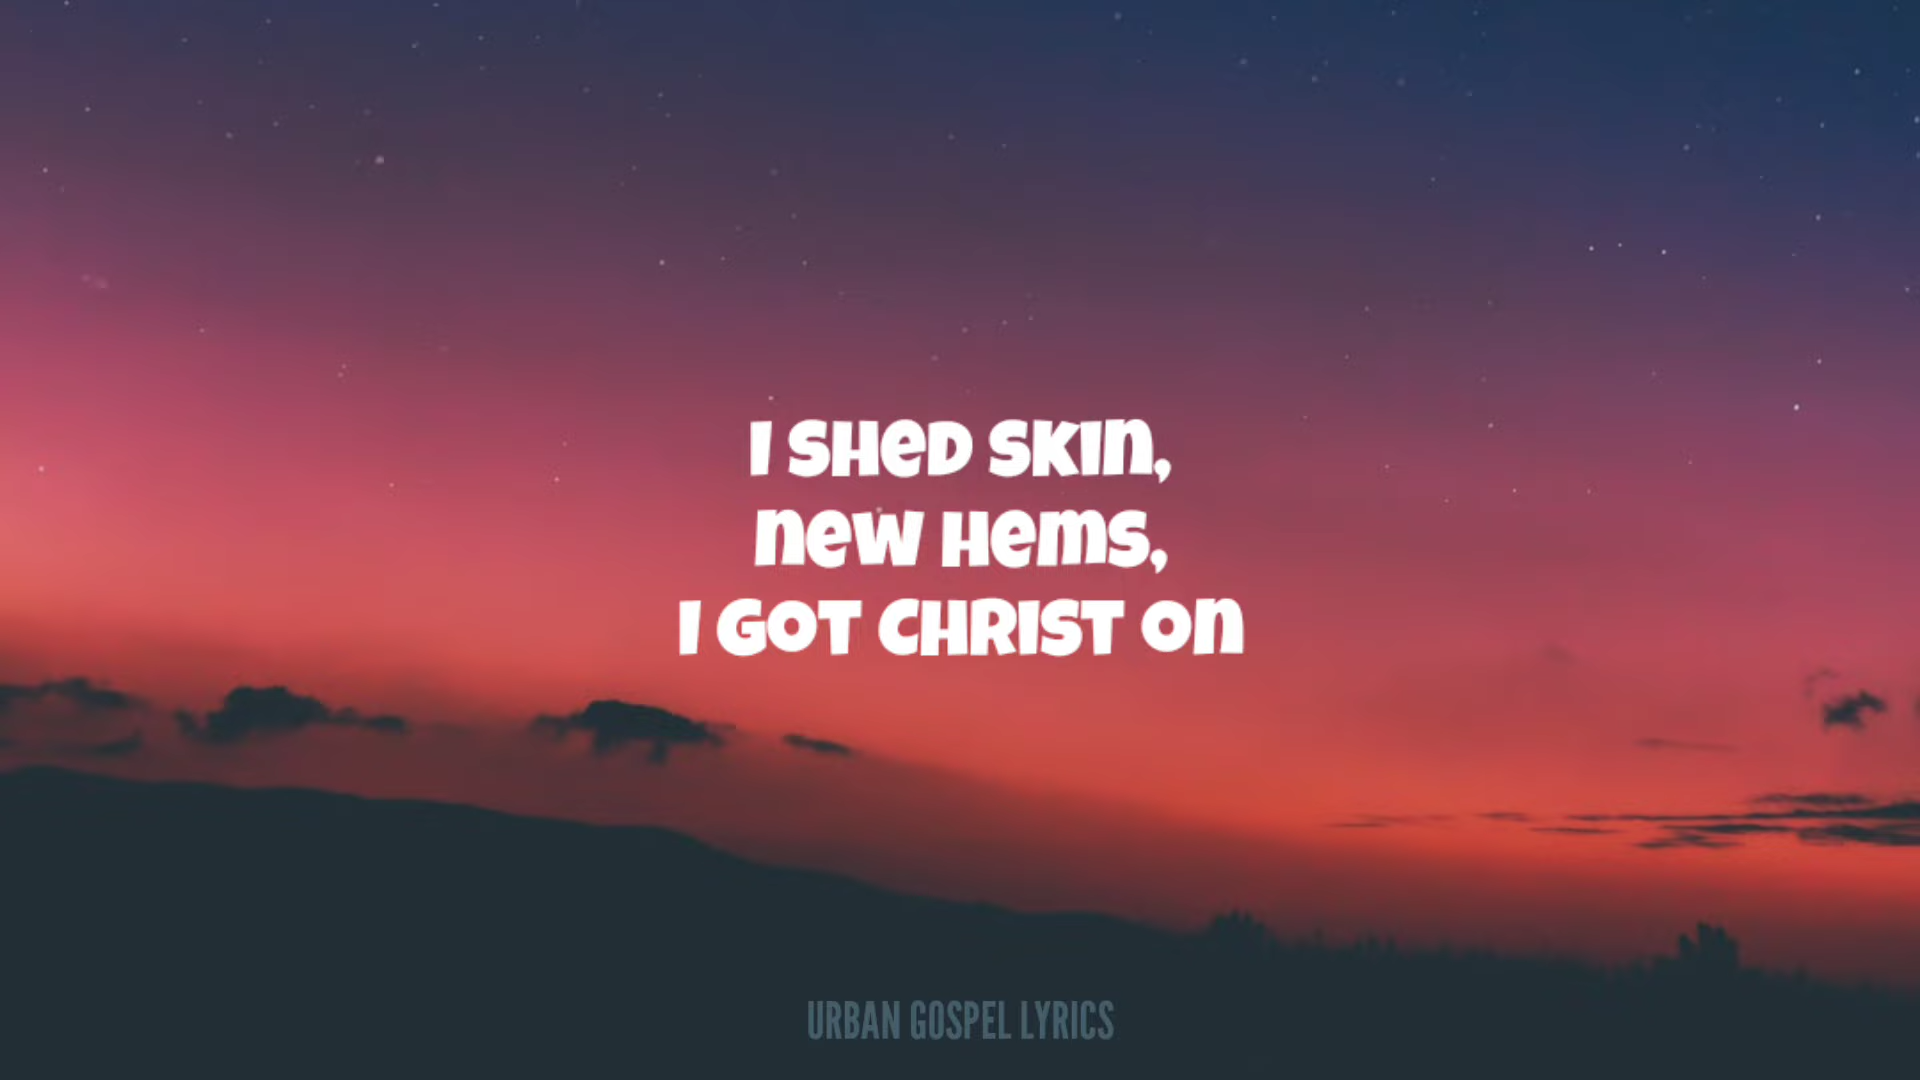 I SHED SKIN,
NEW HEMS,
I GOT CHRIST ON
URBAN GOSPEL LYRICS